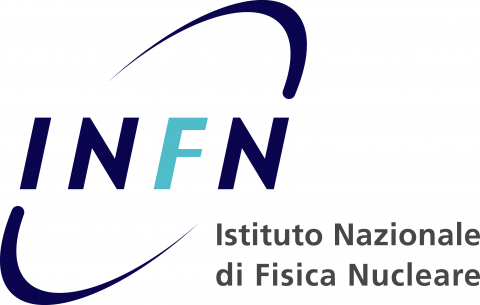 INFN
Istituto Nazionale
di Fisica Nucleare